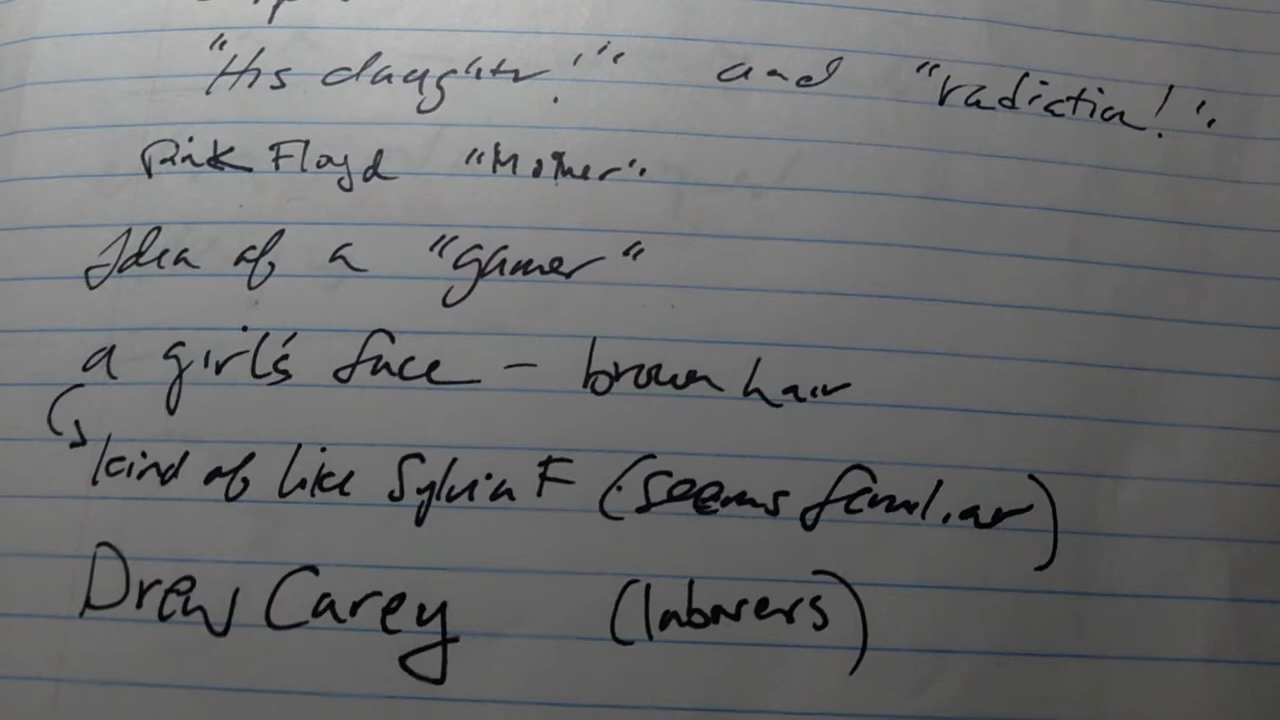 "His daughter!" and "radiation!"
Pink Floyd "Mother".
Idea of a "gamer"
a girl's face - brown hair
kind of like Sylvia F (seems familiar)
Drew Carey (laborers)